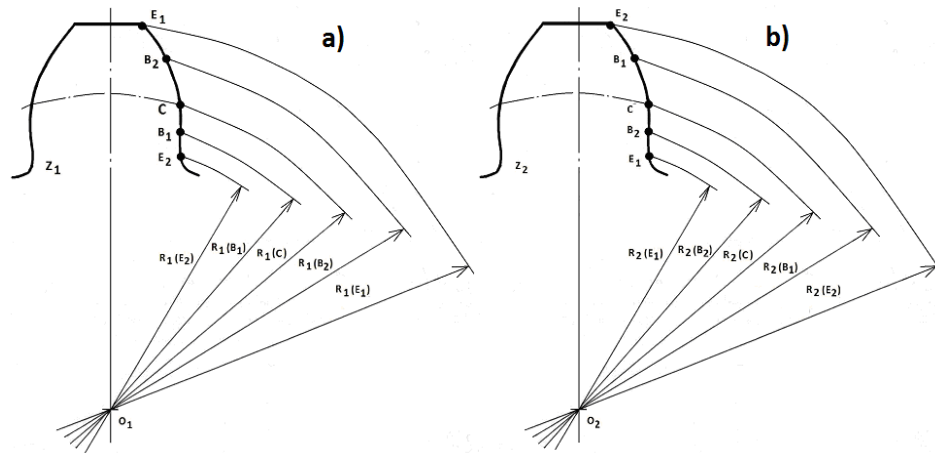 a)
E1
B2
C
B1
E2
Z1
R1(E2)
R1(B1)
R1(C)
R1(B2)
R1(E1)
O1
b)
E2
B1
C
B2
E1
Z2
R2(E1)
R2(B2)
R2(C)
R2(B1)
R2(E2)
O2